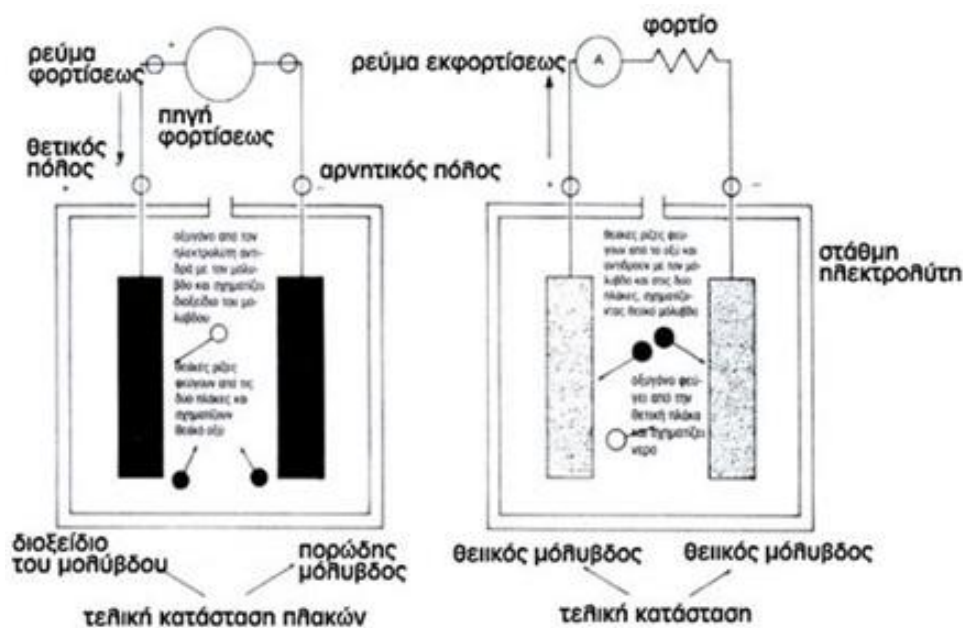 ρεύμα
φορτίσεως
+
πηγή
φορτίσεως
θετικός
πόλος
+
αρνητικός πόλος
−
οξυγόνο από τον
ηλεκτρολύτη αντι-
δρά με τον μόλυ-
βδο και σχηματίζει
διοξείδιο του μο-
λύβδου
θειικές ρίζες
φεύγουν από τις
δύο πλάκες και
σχηματίζουν
θειικό οξύ
διοξείδιο
του μολύβδου
πορώδης
μόλυβδος
τελική κατάσταση πλακών
φορτίο
ρεύμα εκφορτίσεως
A
+
−
στάθμη
ηλεκτρολύτη
θειικές ρίζες φεύ-
γουν από το οξύ και
αντιδρούν με τον μό-
λυβδο και στις δύο
πλάκες, σχηματίζο-
ντας θειικό μόλυβδο
οξυγόνο φεύ-
γει από την
θετική πλάκα
και σχηματίζει
νερο
θειικός μόλυβδος
θειικός μόλυβδος
τελική κατάσταση